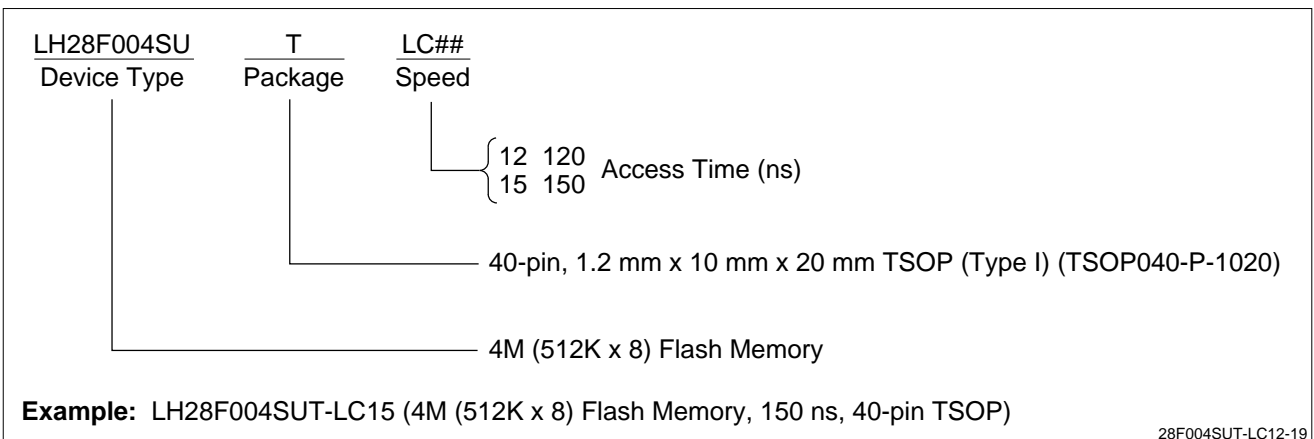 LH28F004SU T LC##
Device Type Package Speed
12 120
15 150
Access Time (ns)
40-pin, 1.2 mm x 10 mm x 20 mm TSOP (Type I) (TSOP040-P-1020)
4M (512K x 8) Flash Memory
Example: LH28F004SUT-LC15 (4M (512K x 8) Flash Memory, 150 ns, 40-pin TSOP)
28F004SUT-LC12-19